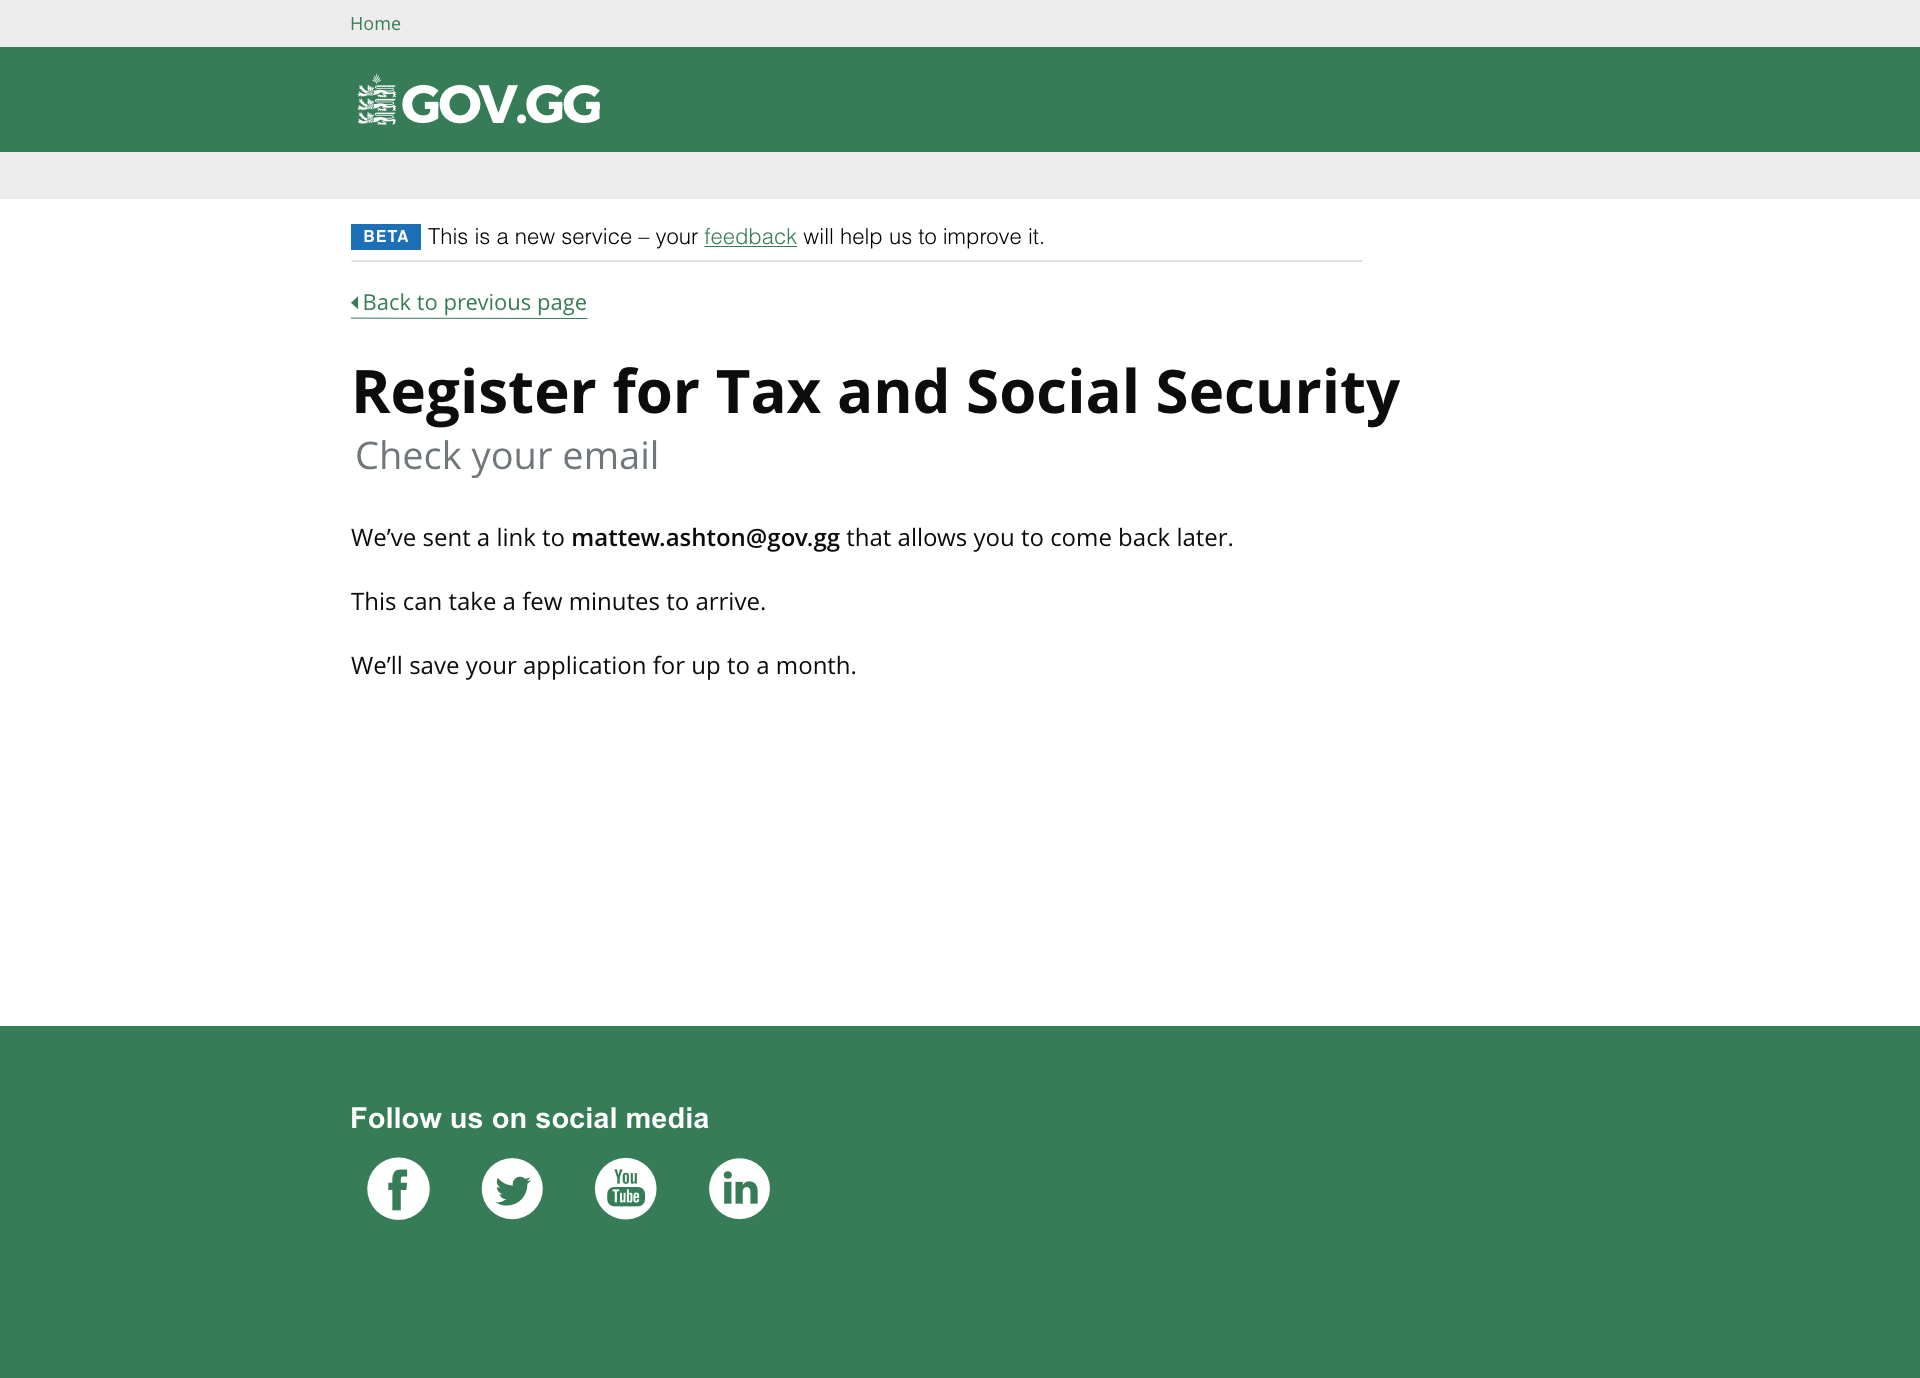 Home
GOV.GG
BETA This is a new service – your feedback will help us to improve it.
Back to previous page
Register for Tax and Social Security
Check your email
We’ve sent a link to mattew.ashton@gov.gg that allows you to come back later.
This can take a few minutes to arrive.
We’ll save your application for up to a month.
Follow us on social media
f You Tube in